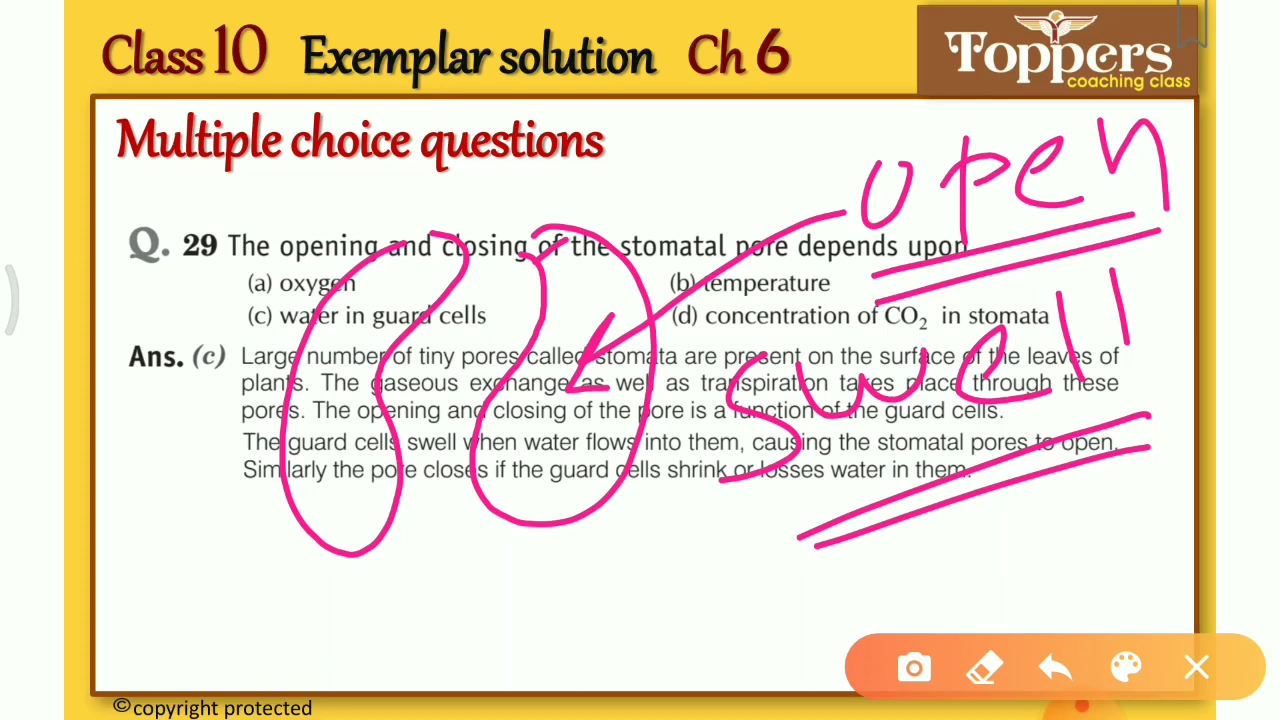 Class 10 Exemplar solution Ch 6
TOPPERS
coaching class
Multiple choice questions
open
Q. 29 The opening and closing of the stomatal pore depends upon
(a) oxygen (b) temperature
(c) water in guard cells (d) concentration of CO₂ in stomata
swell
Ans. (c) Large number of tiny pores called stomata are present on the surface of the leaves of
plants. The gaseous exchange as well as transpiration takes place through these
pores. The opening and closing of the pore is a function of the guard cells.
The guard cells swell when water flows into them, causing the stomatal pores to open.
Similarly the pore closes if the guard cells shrink or losses water in them.
©copyright protected